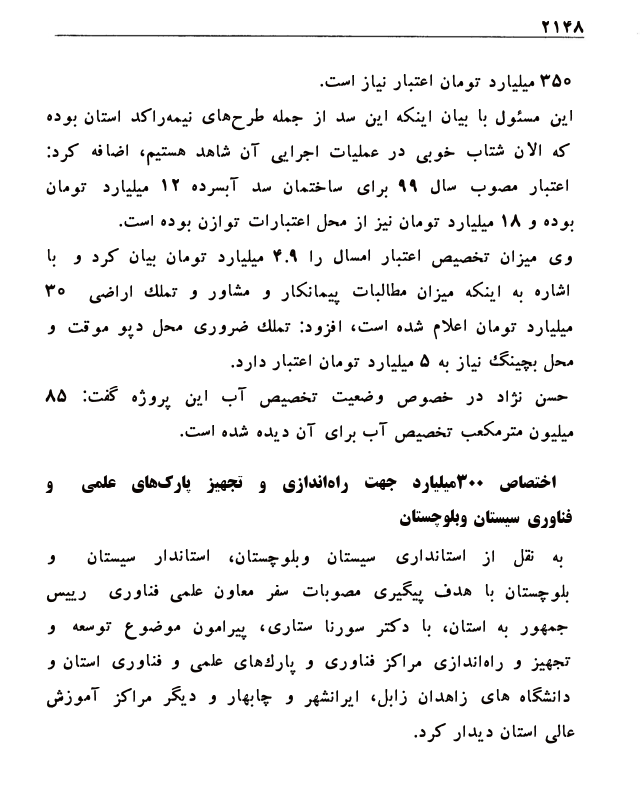 ۲۱۴۸
۳۵۰ میلیارد تومان اعتبار نیاز است.
این مسئول با بیان اینکه این سد از جمله طرح‌های نیمه‌راکد استان بوده
که الان شتاب خوبی در عملیات اجرایی آن شاهد هستیم، اضافه کرد:
اعتبار مصوب سال ۹۹ برای ساختمان سد آبسرده ۱۲ میلیارد تومان
بوده و ۱۸ میلیارد تومان نیز از محل اعتبارات توازن بوده است.
وی میزان تخصیص اعتبار امسال را ۴.۹ میلیارد تومان بیان کرد و با
اشاره به اینکه میزان مطالبات پیمانکار و مشاور و تملك اراضی ۳۰
میلیارد تومان اعلام شده است، افزود: تملك ضروری محل دپو موقت و
محل بچینگ نیاز به ۵ میلیارد تومان اعتبار دارد.
حسن نژاد در خصوص وضعیت تخصیص آب این پروژه گفت: ۸۵
میلیون مترمکعب تخصیص آب برای آن دیده شده است.
اختصاص ۳۰۰میلیارد جهت راه‌اندازی و تجهیز پارك‌های علمی و
فناوری سیستان وبلوچستان
به نقل از استانداری سیستان وبلوچستان، استاندار سیستان و
بلوچستان با هدف پیگیری مصوبات سفر معاون علمی فناوری رییس
جمهور به استان، با دکتر سورنا ستاری، پیرامون موضوع توسعه و
تجهیز و راه‌اندازی مراکز فناوری و پارك‌های علمی و فناوری استان و
دانشگاه های زاهدان زابل، ایرانشهر و چابهار و دیگر مراکز آموزش
عالی استان دیدار کرد.